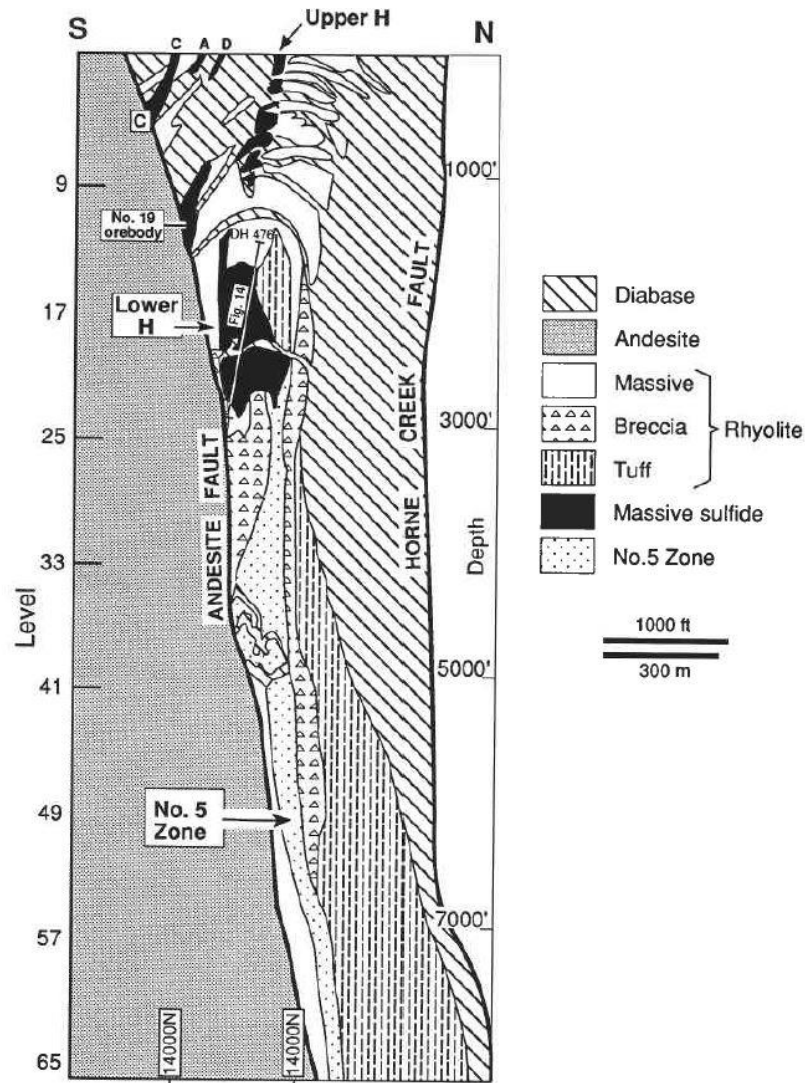 S
Upper H
N
C
A
D
C
9
1000'
No. 19
orebody
DH 476
FAULT
Diabase
17
Lower
H
Fig. 14
Andesite
Massive
CREEK
Breccia
Rhyolite
25
3000'
Tuff
ANDESITE FAULT
HORNE
Massive sulfide
No.5 Zone
33
Depth
Level
1000 ft
300 m
5000'
41
49
No. 5
Zone
7000'
57
14000N
14000N
65